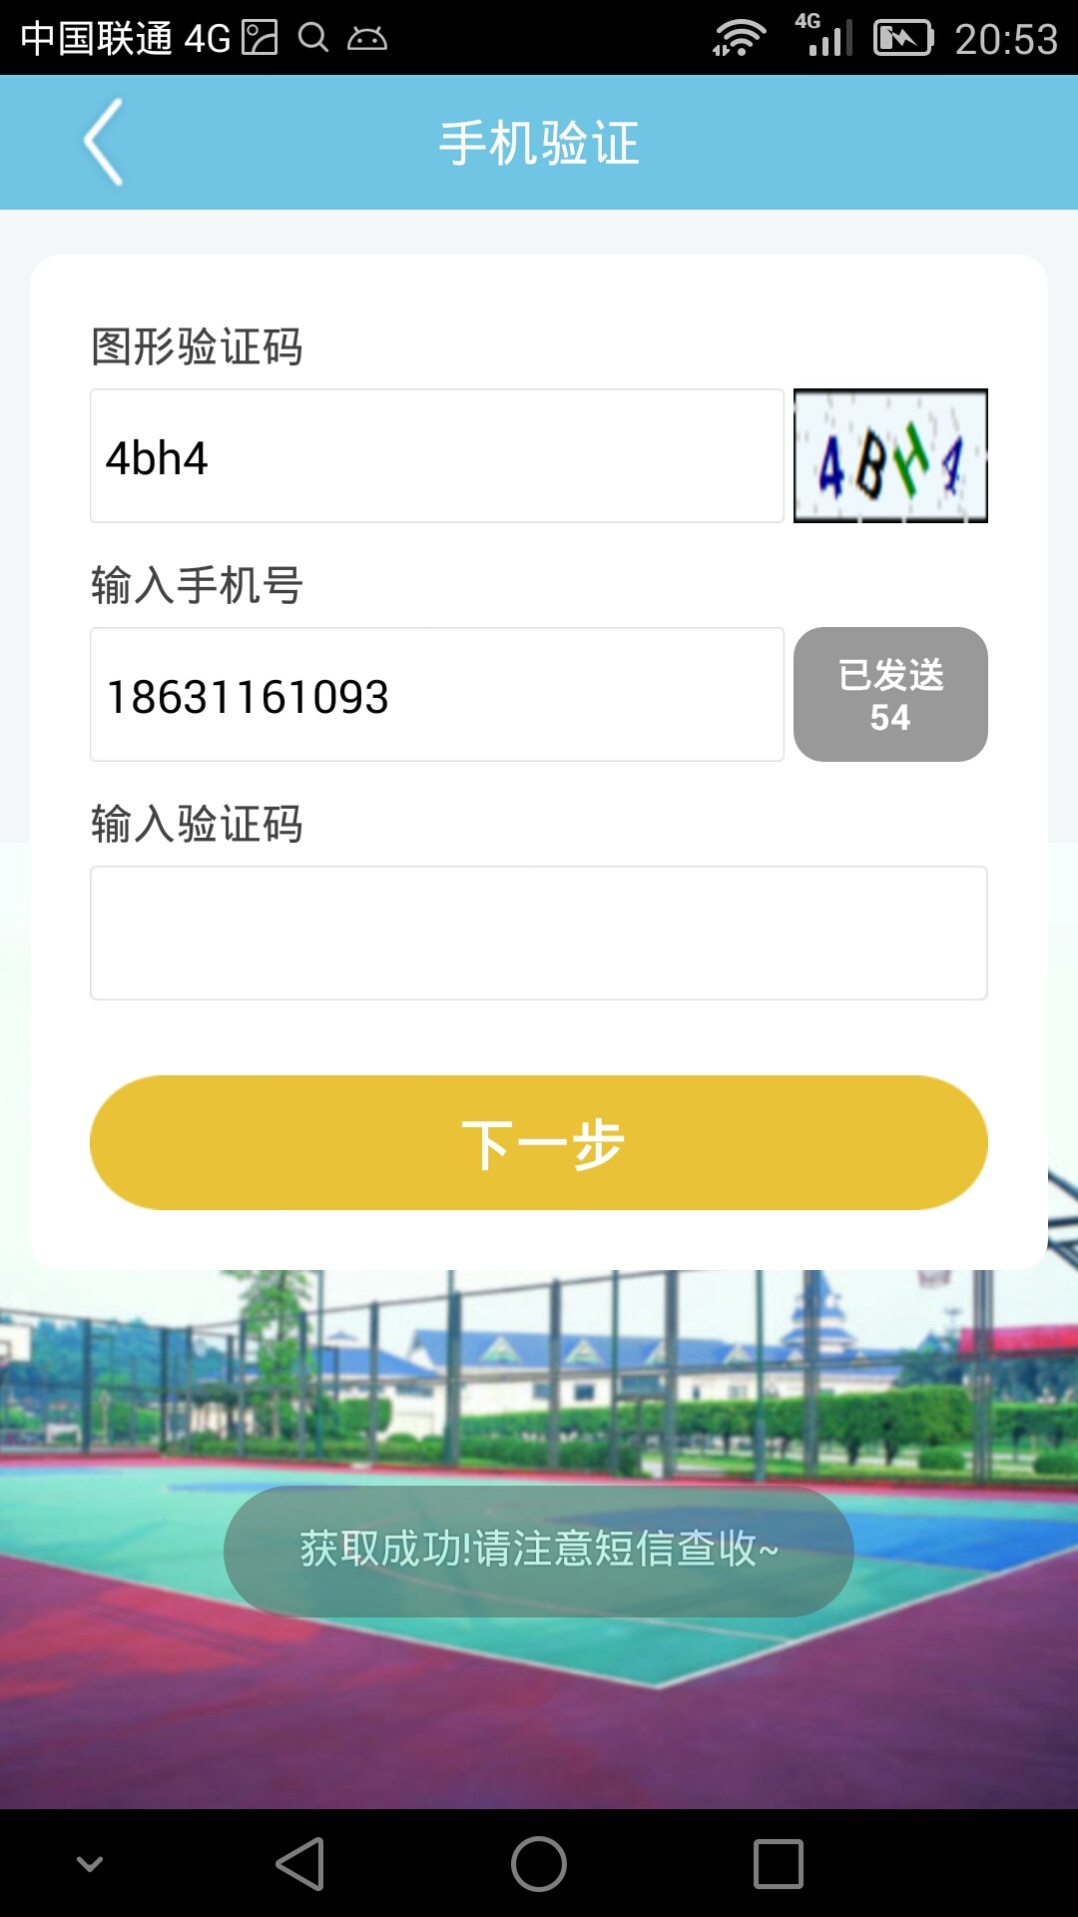 中国联通 4G
4G
20:53
手机验证
图形验证码
4bh4
4BH4
输入手机号
18631161093
已发送
54
输入验证码
下一步
获取成功!请注意短信查收~